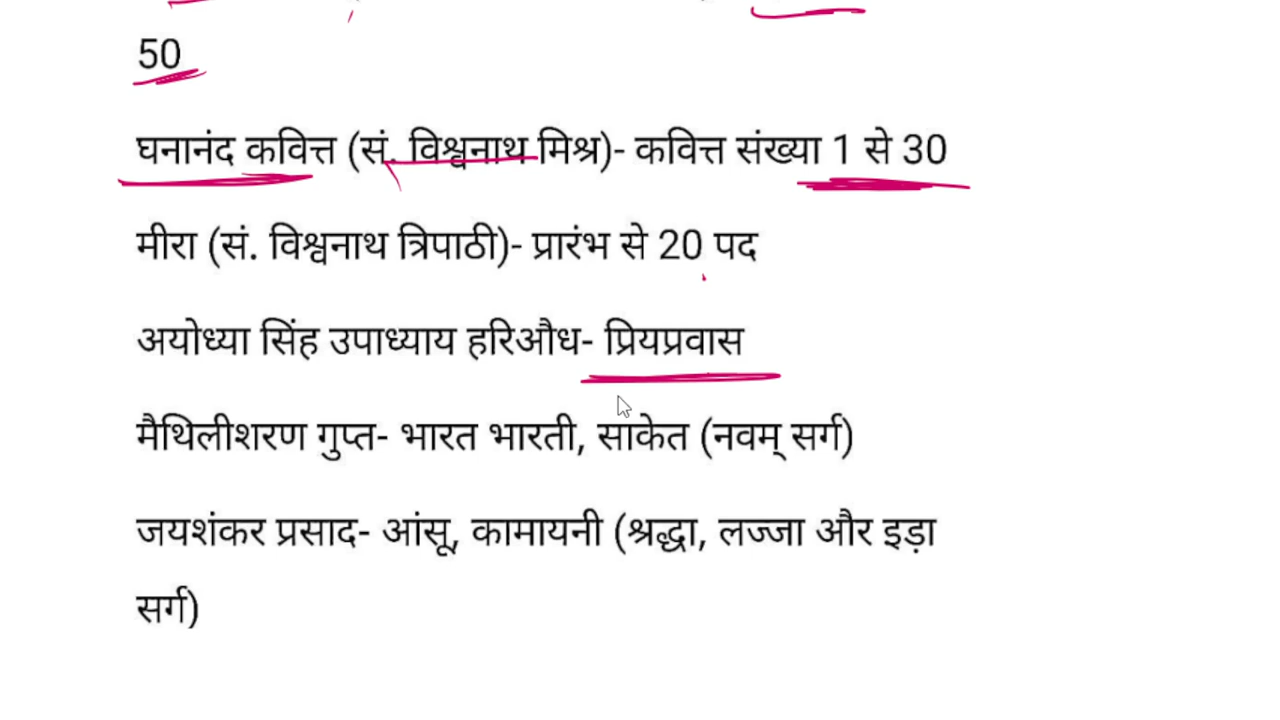 50
घनानंद कवित्त (सं. विश्वनाथ मिश्र)- कवित्त संख्या 1 से 30
मीरा (सं. विश्वनाथ त्रिपाठी)- प्रारंभ से 20 पद
अयोध्या सिंह उपाध्याय हरिऔध- प्रियप्रवास
मैथिलीशरण गुप्त- भारत भारती, साकेत (नवम् सर्ग)
जयशंकर प्रसाद- आंसू, कामायनी (श्रद्धा, लज्जा और इड़ा
सर्ग)